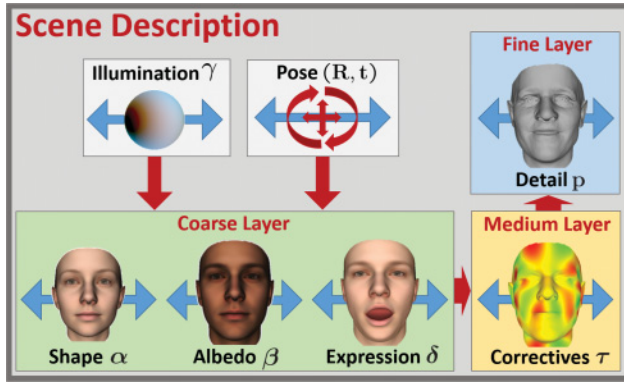 Scene Description
Illumination γ
Pose (R, t)
Fine Layer
Detail p
Coarse Layer
Medium Layer
Shape α
Albedo β
Expression δ
Correctives τ